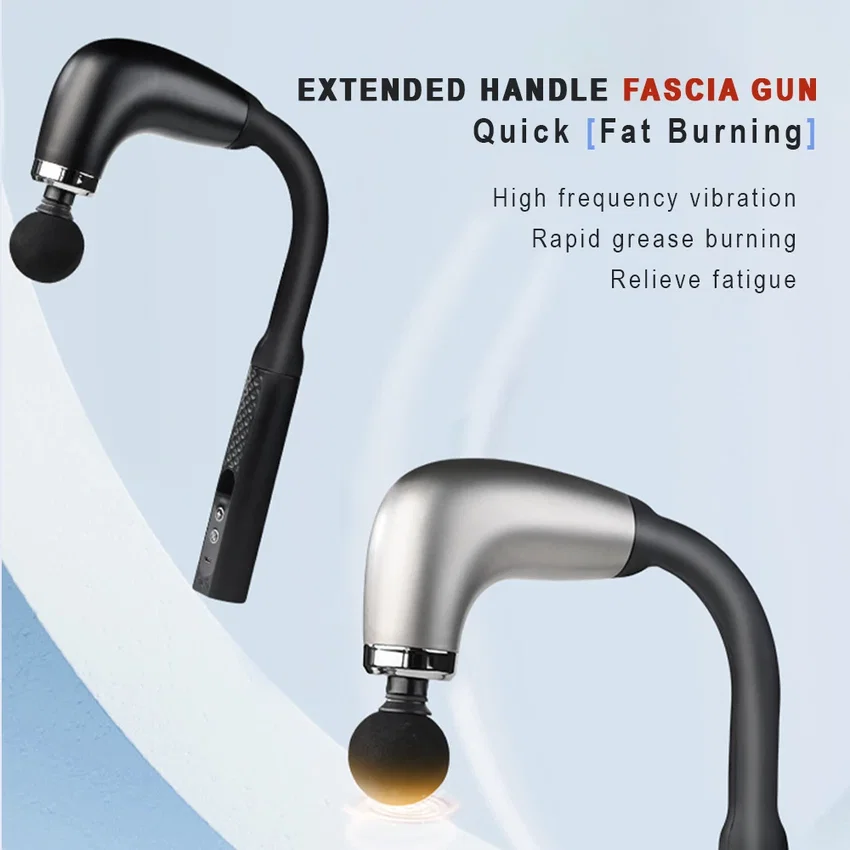 EXTENDED HANDLE FASCIA GUN
Quick [Fat Burning]
High frequency vibration
Rapid grease burning
Relieve fatigue